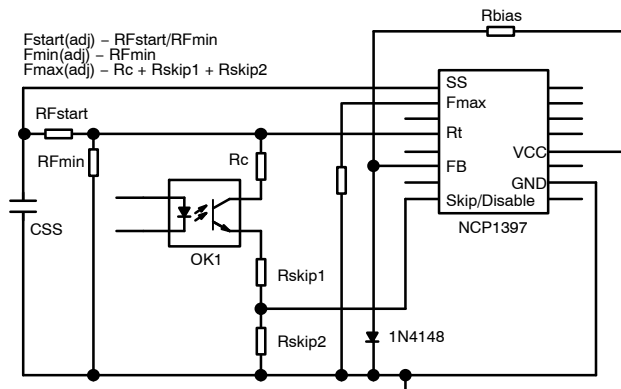 Rbias
Fstart(adj) – RFstart/RFmin
Fmin(adj) – RFmin
Fmax(adj) – Rc + Rskip1 + Rskip2
SS
Fmax
RFstart
Rt
RFmin
Rc
VCC
FB
GND
Skip/Disable
CSS
NCP1397
OK1
Rskip1
Rskip2
1N4148